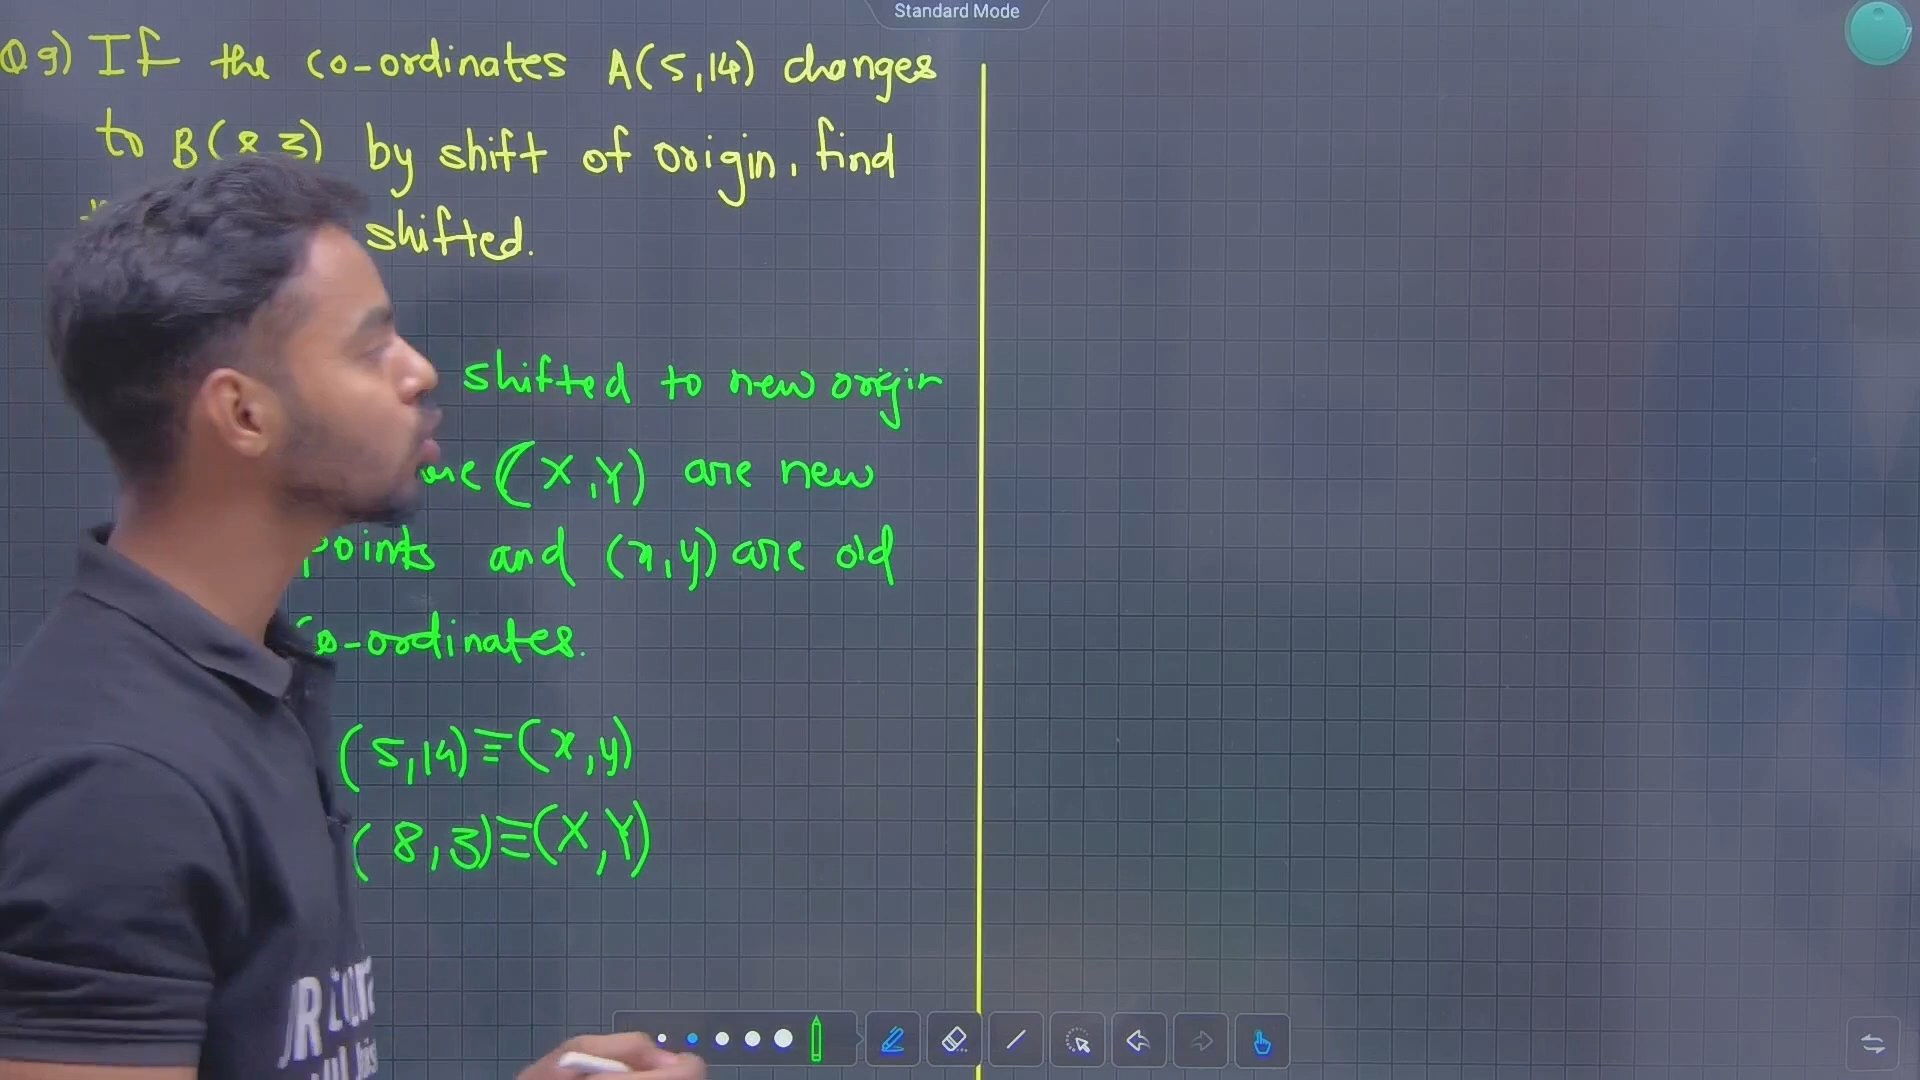 Standard Mode
Q 9) If the co-ordinates A(5,14) changes
to B(8,3) by shift of origin, find
shifted.
shifted to new origin
(X,Y) are new
points and (x,y) are old
co-ordinates.
(5,14)≡(x,y)
(8,3)≡(X,Y)